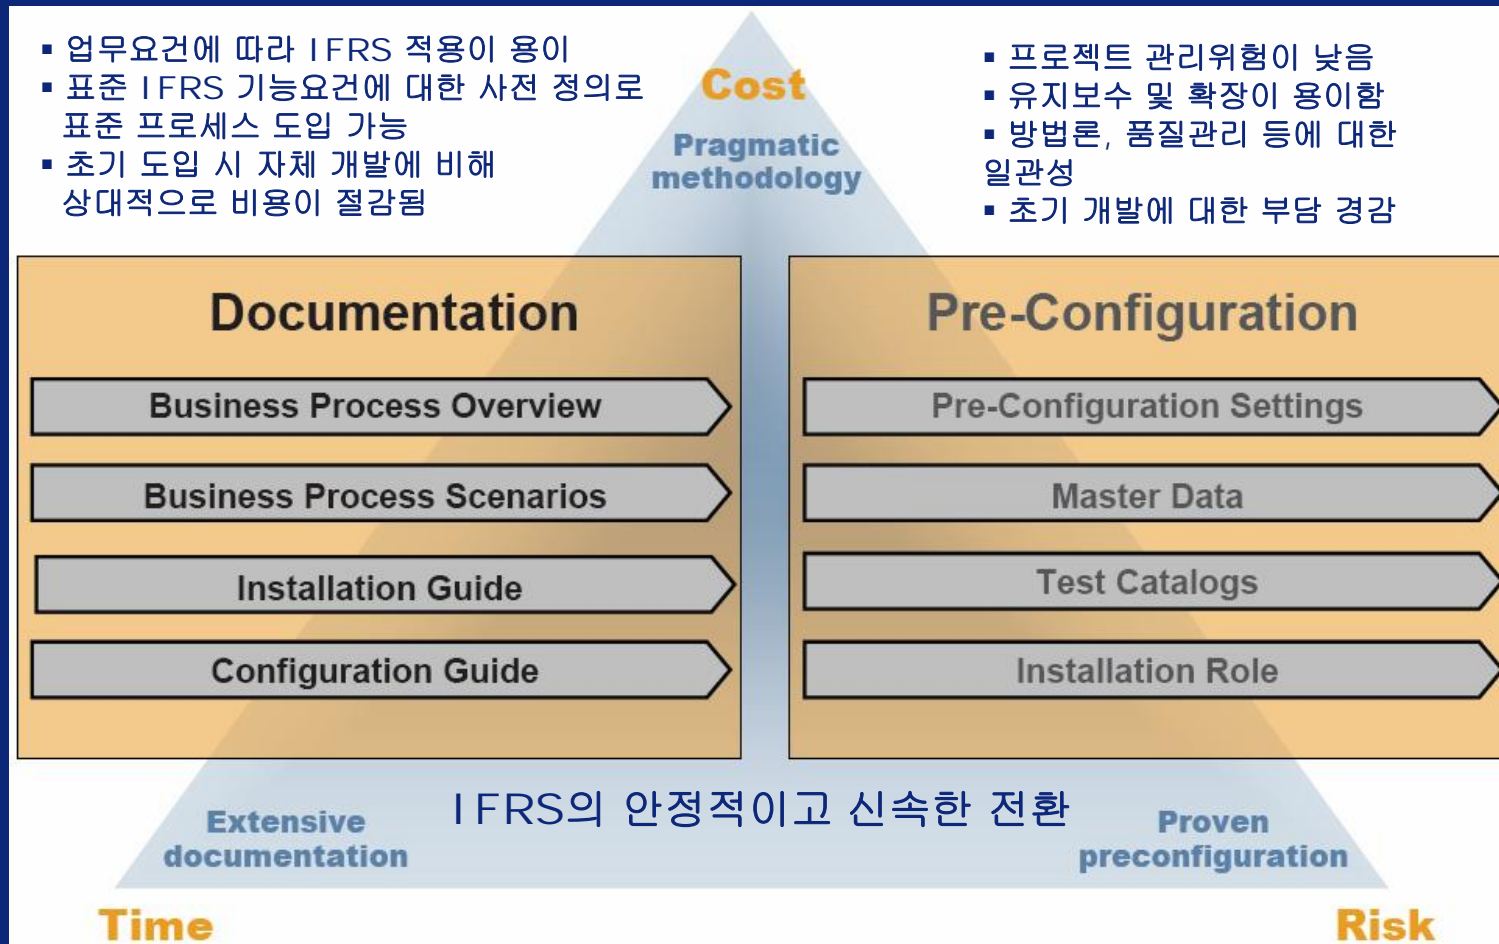 ▪ 업무요건에 따라 IFRS 적용이 용이
▪ 표준 IFRS 기능요건에 대한 사전 정의로
표준 프로세스 도입 가능
▪ 초기 도입 시 자체 개발에 비해
상대적으로 비용이 절감됨
Cost
Pragmatic
methodology
▪ 프로젝트 관리위험이 낮음
▪ 유지보수 및 확장이 용이함
▪ 방법론, 품질관리 등에 대한
일관성
▪ 초기 개발에 대한 부담 경감
Documentation
Business Process Overview
Business Process Scenarios
Installation Guide
Configuration Guide
Pre-Configuration
Pre-Configuration Settings
Master Data
Test Catalogs
Installation Role
IFRS의 안정적이고 신속한 전환
Extensive
documentation
Proven
preconfiguration
Time
Risk